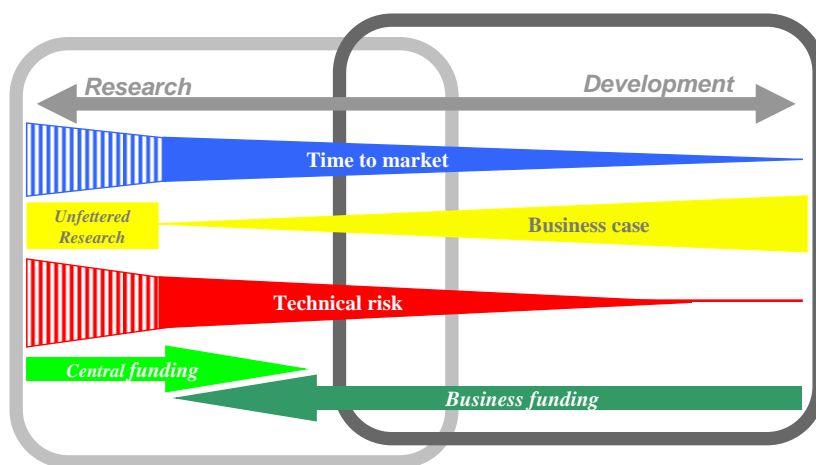 Research
Development
Time to market
Unfettered
Research
Business case
Technical risk
Central funding
Business funding